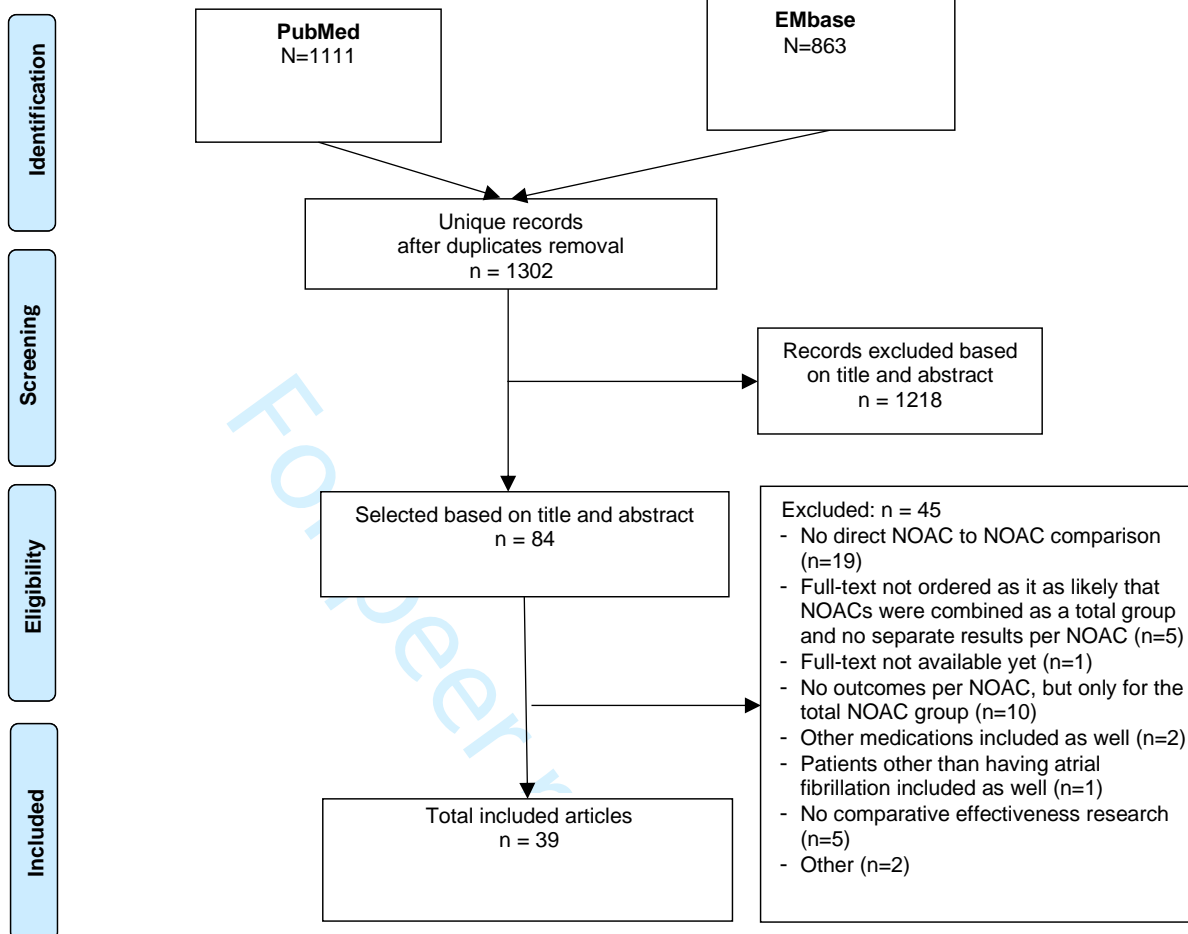 Identification
PubMed
N=1111
EMbase
N=863
Unique records
after duplicates removal
n = 1302
Screening
Records excluded based
on title and abstract
n = 1218
Eligibility
Selected based on title and abstract
n = 84
Excluded: n = 45
- No direct NOAC to NOAC comparison
(n=19)
- Full-text not ordered as it as likely that
NOACs were combined as a total group
and no separate results per NOAC (n=5)
- Full-text not available yet (n=1)
- No outcomes per NOAC, but only for the
total NOAC group (n=10)
- Other medications included as well (n=2)
- Patients other than having atrial
fibrillation included as well (n=1)
- No comparative effectiveness research
(n=5)
- Other (n=2)
Included
Total included articles
n = 39
For peer r